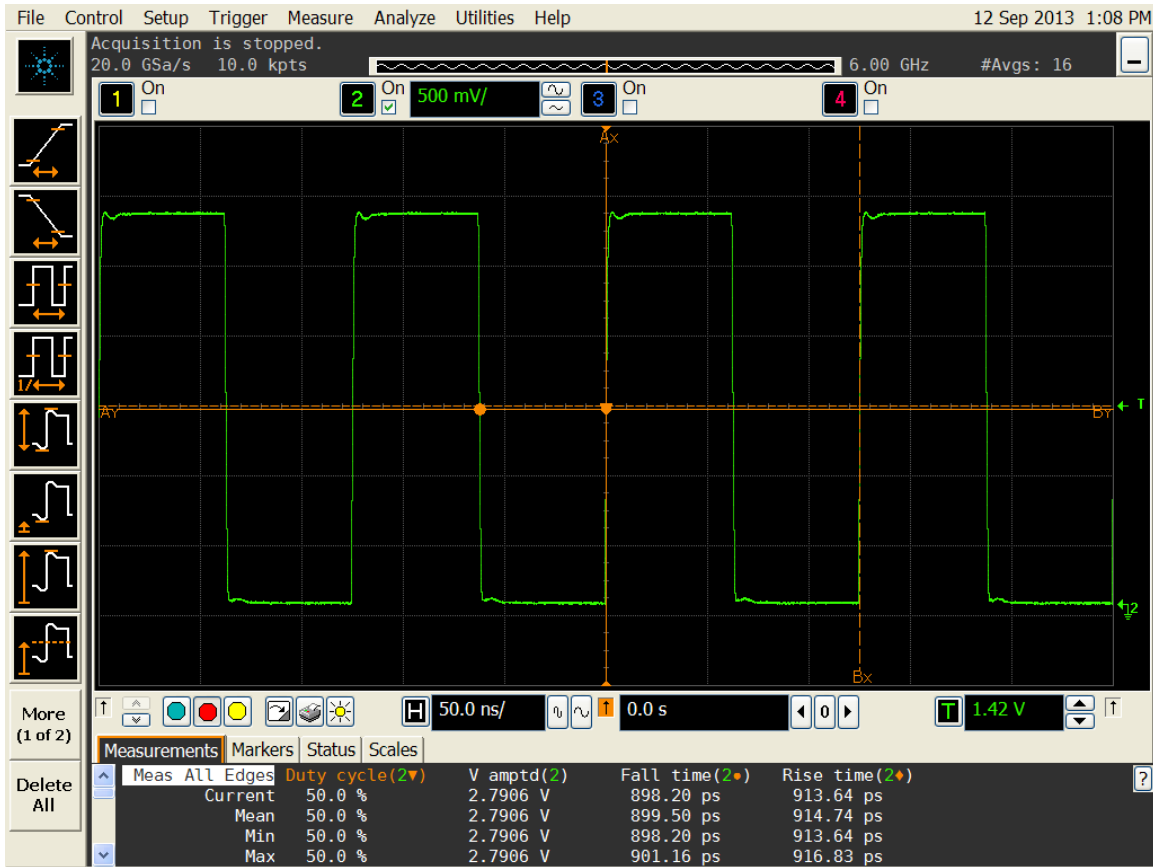 File Control Setup Trigger Measure Analyze Utilities Help 12 Sep 2013 1:08 PM
Acquisition is stopped.
20.0 GSa/s 10.0 kpts 6.00 GHz #Avgs: 16
1 On 2 On 500 mV/ 3 On 4 On
Ax
1/
AY BY
T
2
Bx
More
(1 of 2)
Delete
All
H 50.0 ns/ 0.0 s 0 T 1.42 V
Measurements Markers Status Scales
Meas All Edges Duty cycle(2▼) V amptd(2) Fall time(2●) Rise time(2♦) ?
Current 50.0 % 2.7906 V 898.20 ps 913.64 ps
Mean 50.0 % 2.7906 V 899.50 ps 914.74 ps
Min 50.0 % 2.7906 V 898.20 ps 913.64 ps
Max 50.0 % 2.7906 V 901.16 ps 916.83 ps